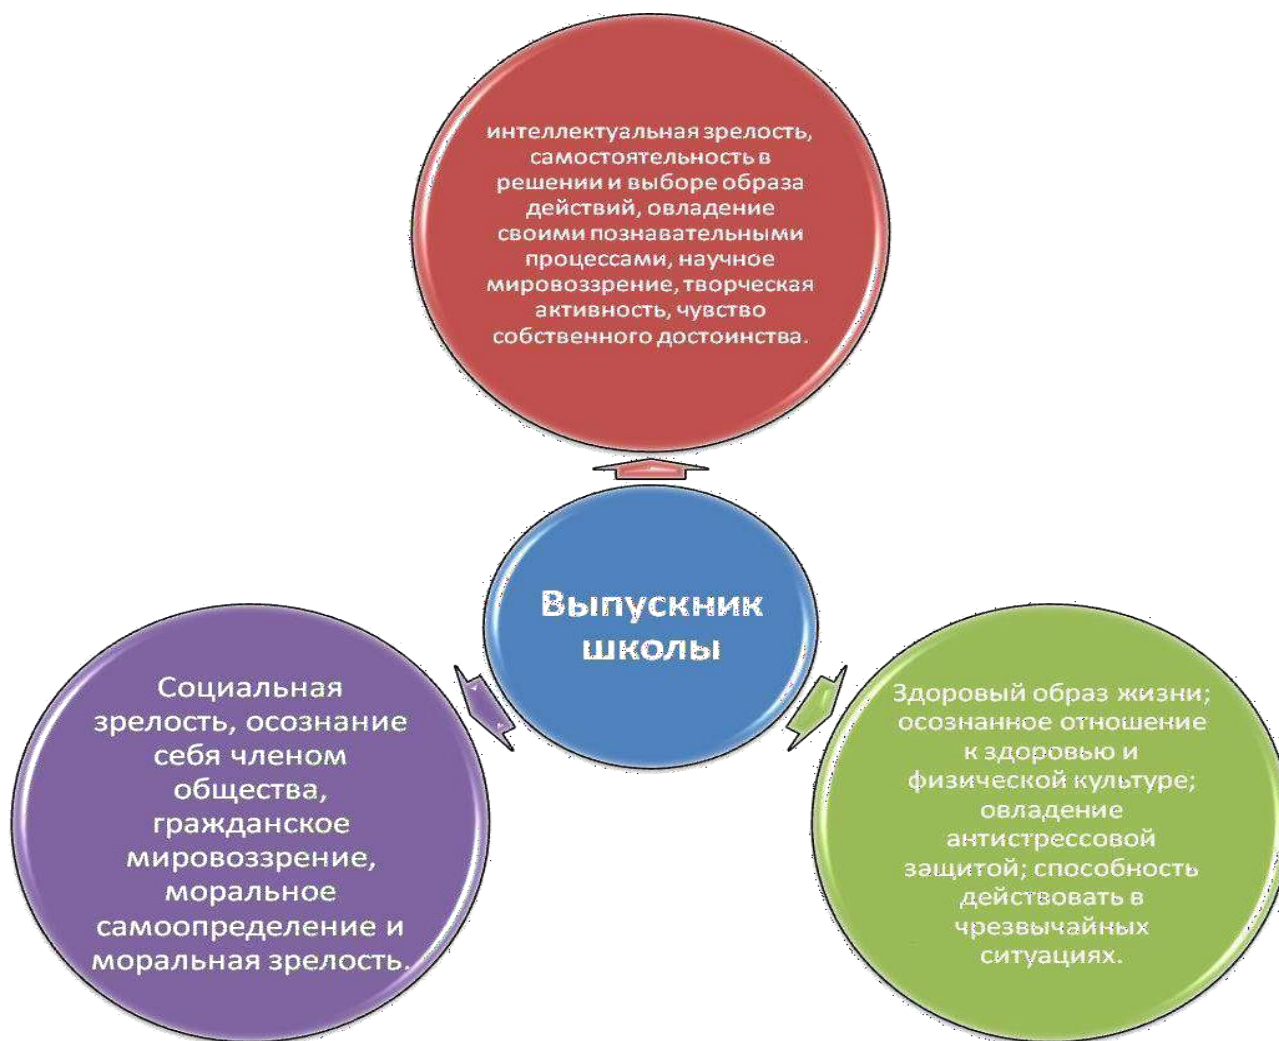 интеллектуальная зрелость,
самостоятельность в
решении и выборе образа
действий, овладение
своими познавательными
процессами, научное
мировоззрение, творческая
активность, чувство
собственного достоинства.
Выпускник
школы
Социальная
зрелость, осознание
себя членом
общества,
гражданское
мировоззрение,
моральное
самоопределение и
моральная зрелость.
Здоровый образ жизни;
осознанное отношение
к здоровью и
физической культуре;
овладение
антистрессовой
защитой; способность
действовать в
чрезвычайных
ситуациях.